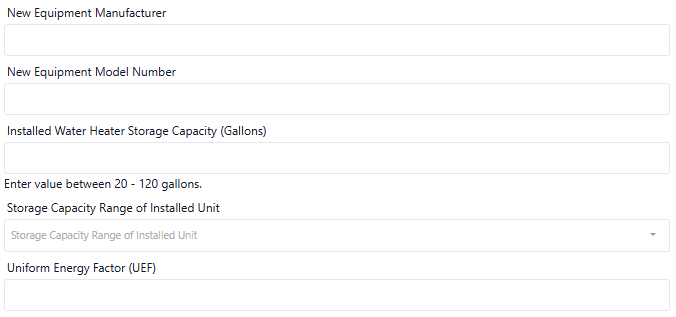 New Equipment Manufacturer
New Equipment Model Number
Installed Water Heater Storage Capacity (Gallons)
Enter value between 20 - 120 gallons.
Storage Capacity Range of Installed Unit
Storage Capacity Range of Installed Unit
Uniform Energy Factor (UEF)